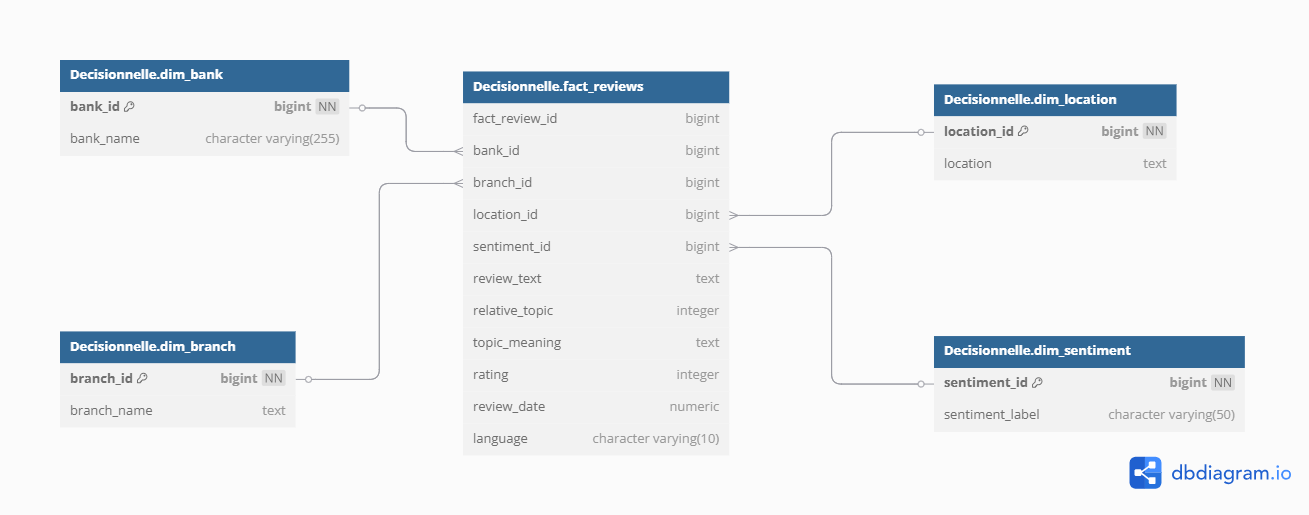 Decisionnelle.dim_bank
bank_id bigint NN
bank_name character varying(255)
Decisionnelle.fact_reviews
fact_review_id bigint
bank_id bigint
branch_id bigint
location_id bigint
sentiment_id bigint
review_text text
relative_topic integer
topic_meaning text
rating integer
review_date numeric
language character varying(10)
Decisionnelle.dim_location
location_id bigint NN
location text
Decisionnelle.dim_branch
branch_id bigint NN
branch_name text
Decisionnelle.dim_sentiment
sentiment_id bigint NN
sentiment_label character varying(50)
dbdiagram.io